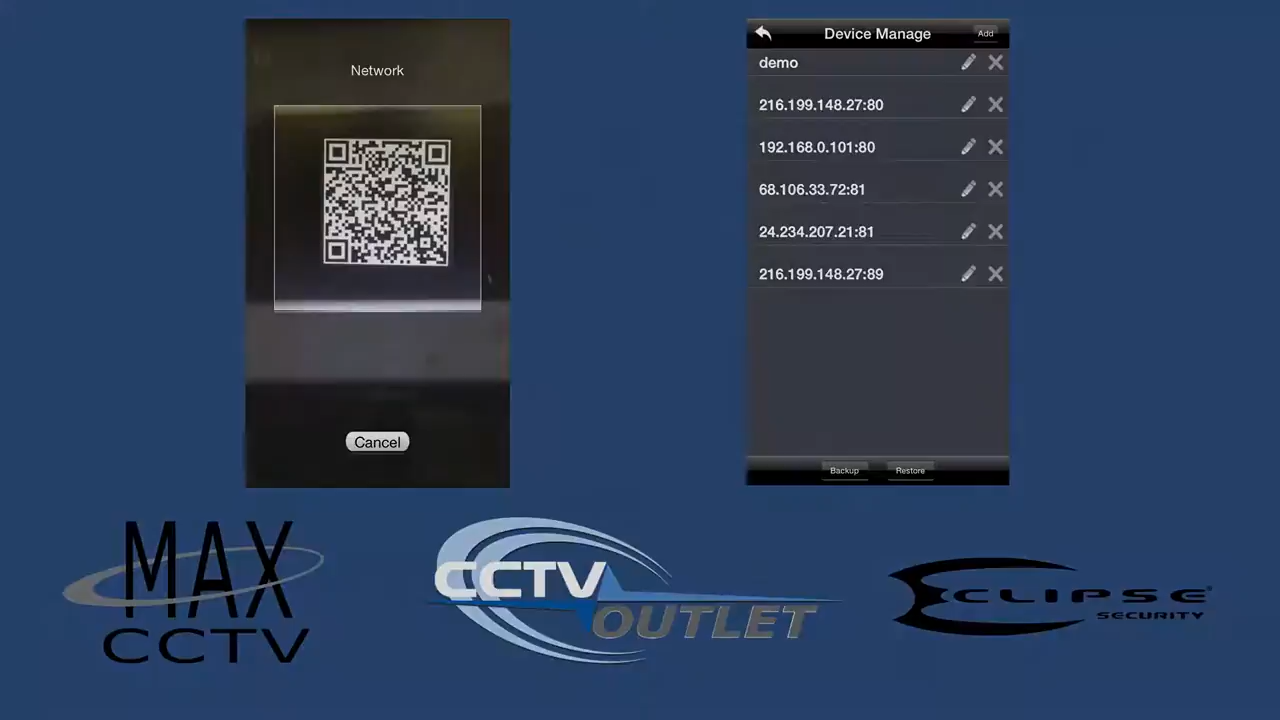 Network
Cancel
Device Manage
Add
demo
216.199.148.27:80
192.168.0.101:80
68.106.33.72:81
24.234.207.21:81
216.199.148.27:89
Backup
Restore
MAX
CCTV
CCTV
OUTLET
ECLIPSE®
SECURITY